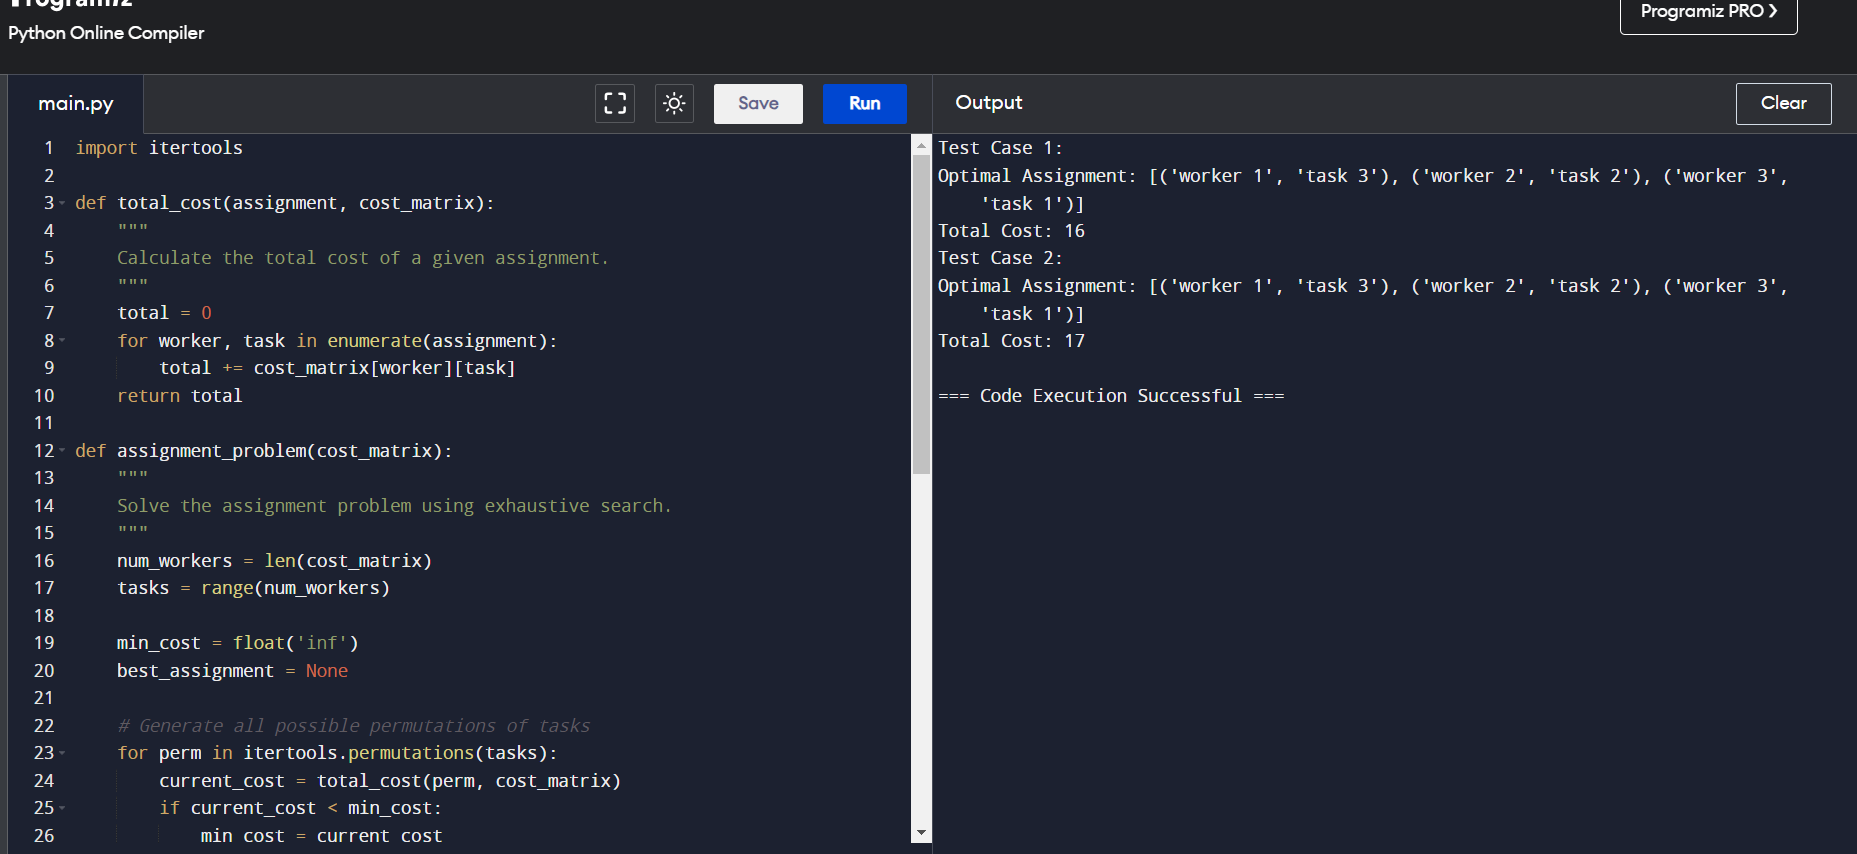 Programiz
Python Online Compiler
Programiz PRO ❯
main.py
Save
Run
Output
Clear
1 import itertools
2
3 def total_cost(assignment, cost_matrix):
4     """
5     Calculate the total cost of a given assignment.
6     """
7     total = 0
8     for worker, task in enumerate(assignment):
9         total += cost_matrix[worker][task]
10     return total
11
12 def assignment_problem(cost_matrix):
13     """
14     Solve the assignment problem using exhaustive search.
15     """
16     num_workers = len(cost_matrix)
17     tasks = range(num_workers)
18
19     min_cost = float('inf')
20     best_assignment = None
21
22     # Generate all possible permutations of tasks
23     for perm in itertools.permutations(tasks):
24         current_cost = total_cost(perm, cost_matrix)
25         if current_cost < min_cost:
26             min_cost = current_cost
Test Case 1:
Optimal Assignment: [('worker 1', 'task 3'), ('worker 2', 'task 2'), ('worker 3',
    'task 1')]
Total Cost: 16
Test Case 2:
Optimal Assignment: [('worker 1', 'task 3'), ('worker 2', 'task 2'), ('worker 3',
    'task 1')]
Total Cost: 17

=== Code Execution Successful ===